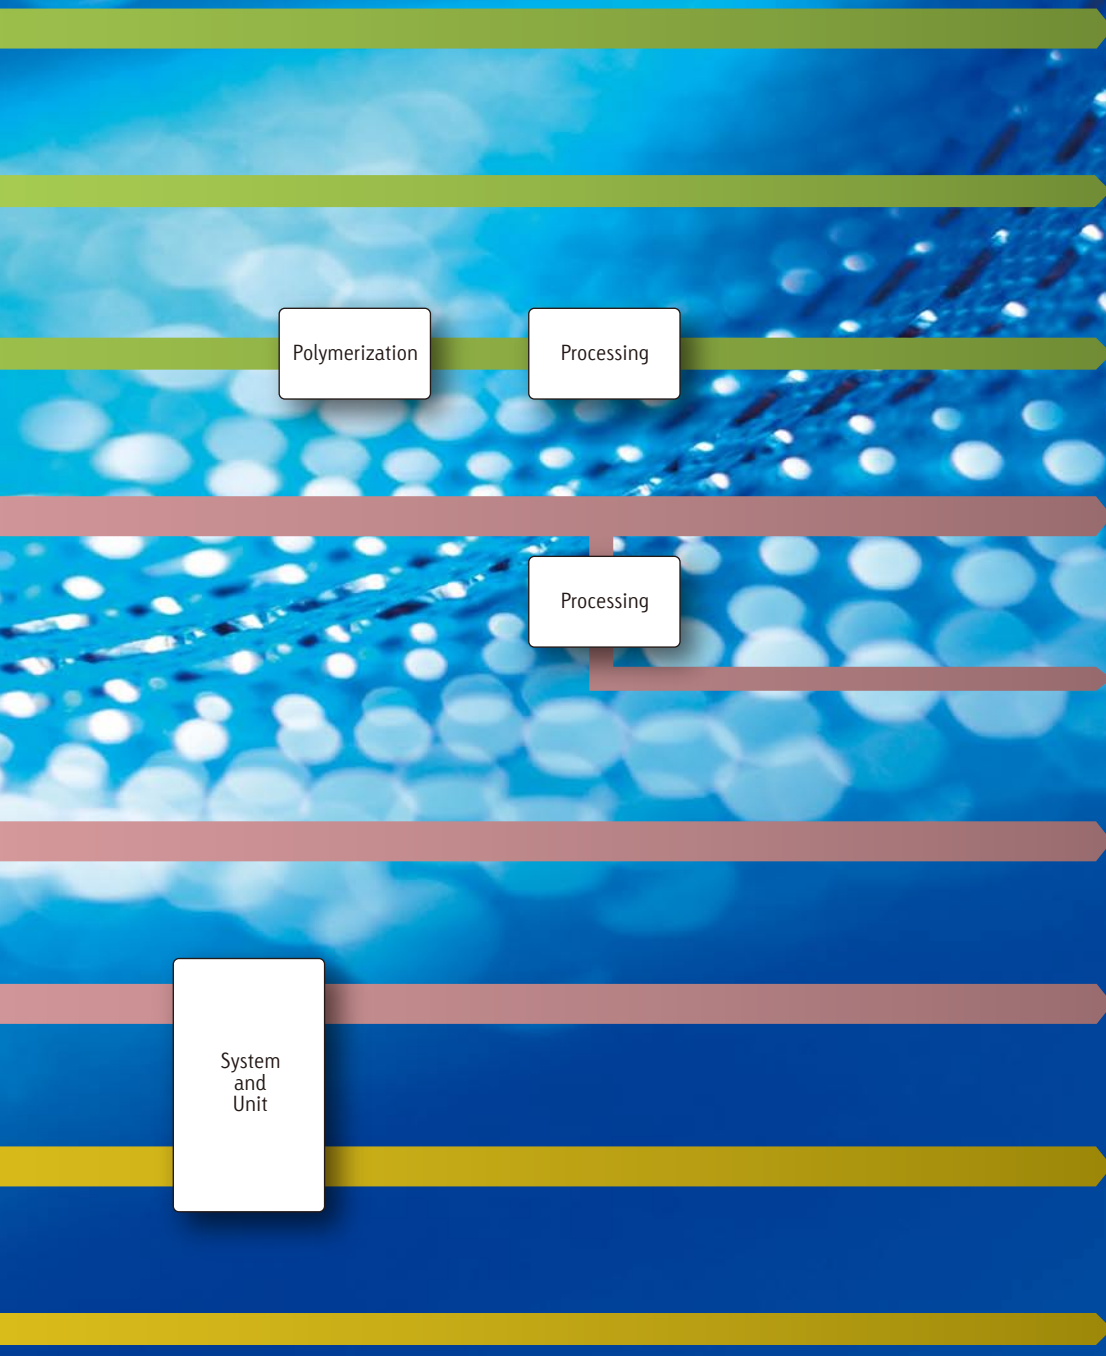 Polymerization
Processing
Processing
System
and
Unit